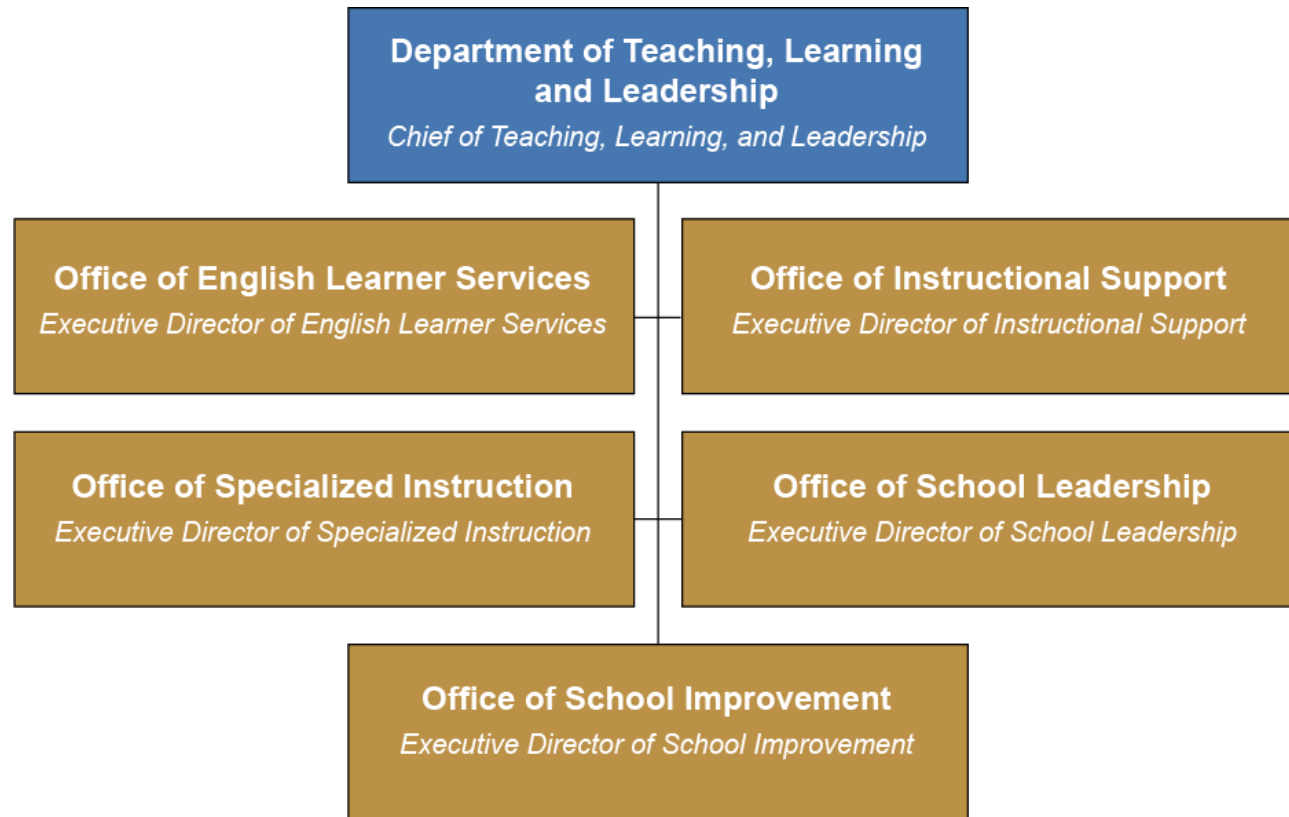 Department of Teaching, Learning
and Leadership
Chief of Teaching, Learning, and Leadership
Office of English Learner Services
Executive Director of English Learner Services
Office of Instructional Support
Executive Director of Instructional Support
Office of Specialized Instruction
Executive Director of Specialized Instruction
Office of School Leadership
Executive Director of School Leadership
Office of School Improvement
Executive Director of School Improvement